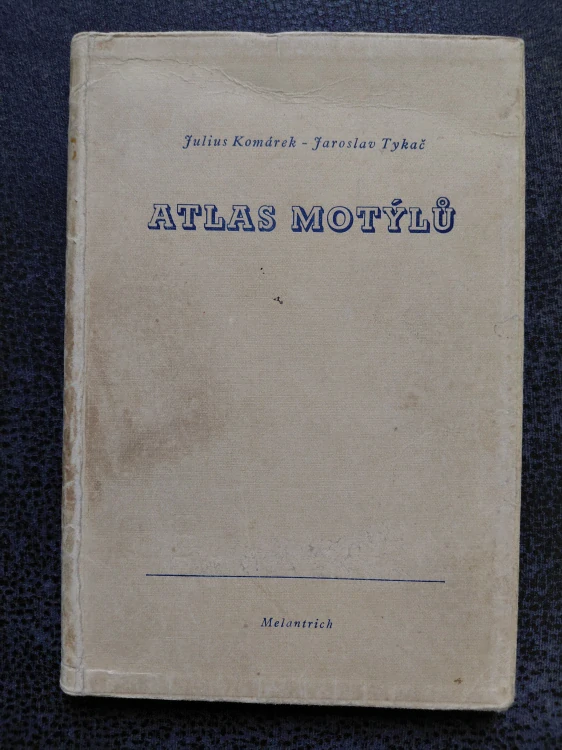 Julius Komárek – Jaroslav Tykač
ATLAS MOTÝLŮ
Melantrich